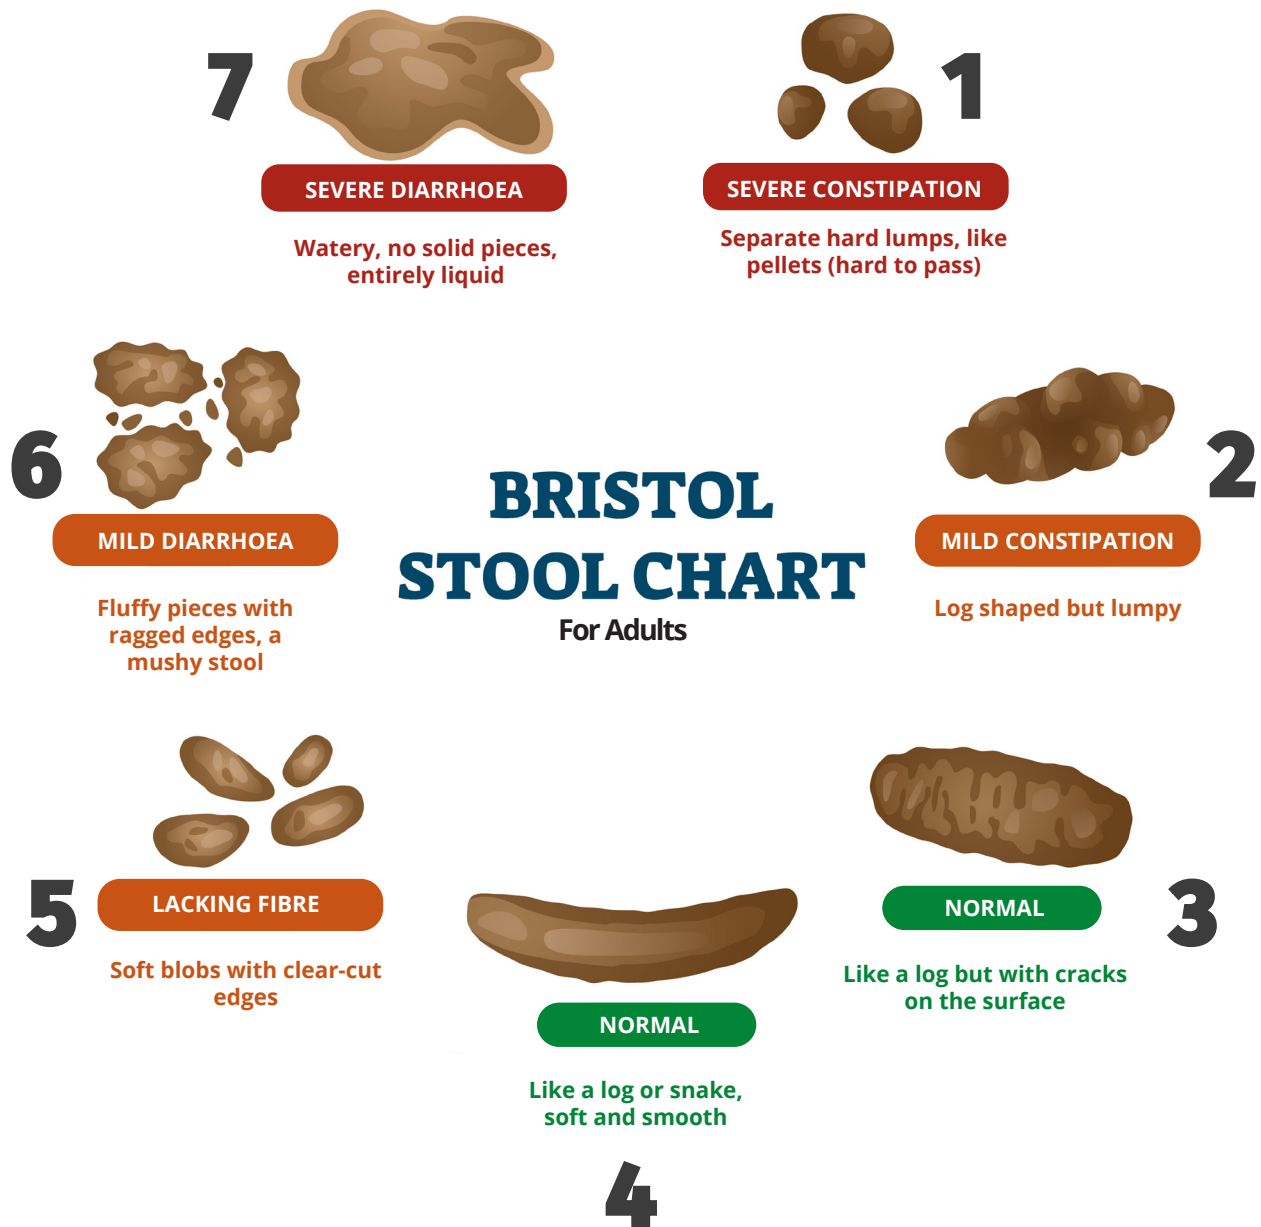 BRISTOL
STOOL CHART
For Adults
1
SEVERE CONSTIPATION
Separate hard lumps, like
pellets (hard to pass)
2
MILD CONSTIPATION
Log shaped but lumpy
3
NORMAL
Like a log but with cracks
on the surface
NORMAL
Like a log or snake,
soft and smooth
4
5
LACKING FIBRE
Soft blobs with clear-cut
edges
6
MILD DIARRHOEA
Fluffy pieces with
ragged edges, a
mushy stool
7
SEVERE DIARRHOEA
Watery, no solid pieces,
entirely liquid